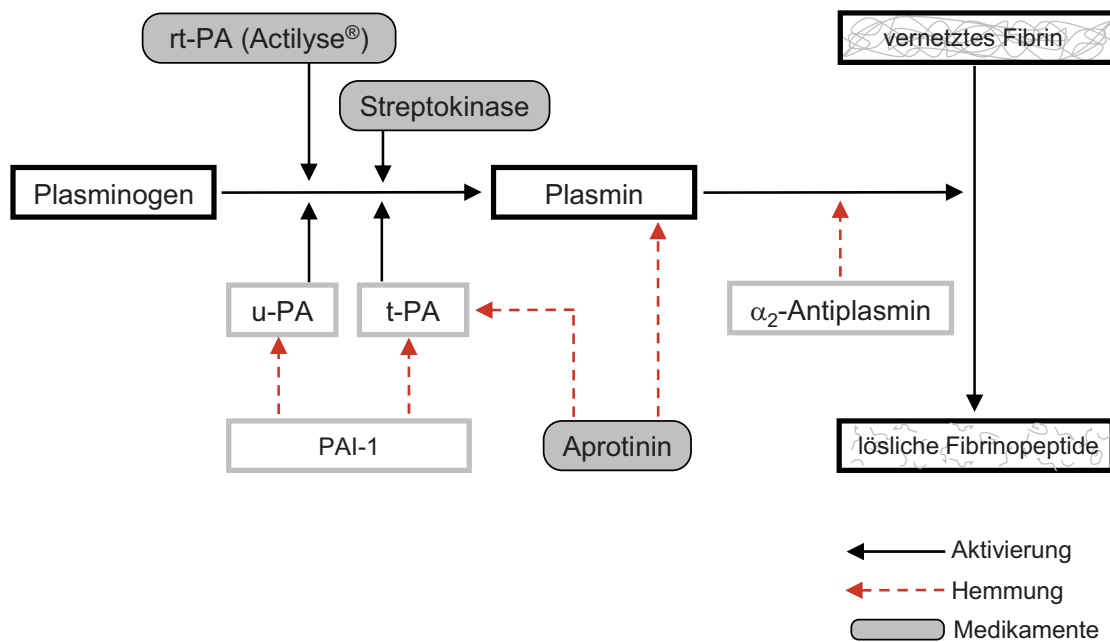 rt-PA (Actilyse®)
vernetztes Fibrin
Streptokinase
Plasminogen
Plasmin
u-PA
t-PA
α2-Antiplasmin
PAI-1
Aprotinin
lösliche Fibrinopeptide
Aktivierung
Hemmung
Medikamente